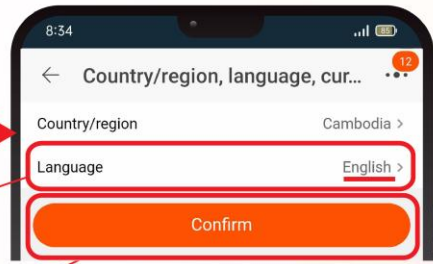 8:34
85
12
Country/region, language, cur...
Country/region
Cambodia >
Language
English >
Confirm